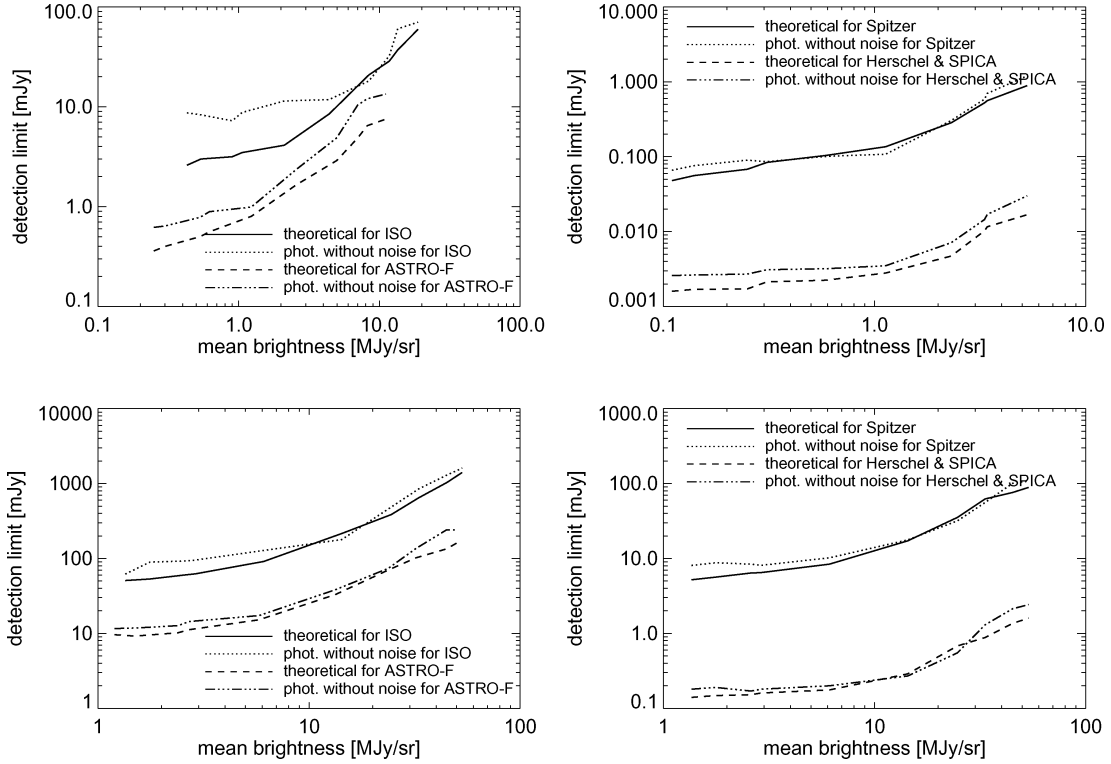 100.0
10.0
1.0
0.1
detection limit [mJy]
theoretical for ISO
phot. without noise for ISO
theoretical for ASTRO-F
phot. without noise for ASTRO-F
0.1 1.0 10.0 100.0
mean brightness [MJy/sr]
10.000
1.000
0.100
0.010
0.001
detection limit [mJy]
theoretical for Spitzer
phot. without noise for Spitzer
theoretical for Herschel & SPICA
phot. without noise for Herschel & SPICA
0.1 1.0 10.0
mean brightness [MJy/sr]
10000
1000
100
10
1
detection limit [mJy]
theoretical for ISO
phot. without noise for ISO
theoretical for ASTRO-F
phot. without noise for ASTRO-F
1 10 100
mean brightness [MJy/sr]
1000.0
100.0
10.0
1.0
0.1
detection limit [mJy]
theoretical for Spitzer
phot. without noise for Spitzer
theoretical for Herschel & SPICA
phot. without noise for Herschel & SPICA
1 10 100
mean brightness [MJy/sr]